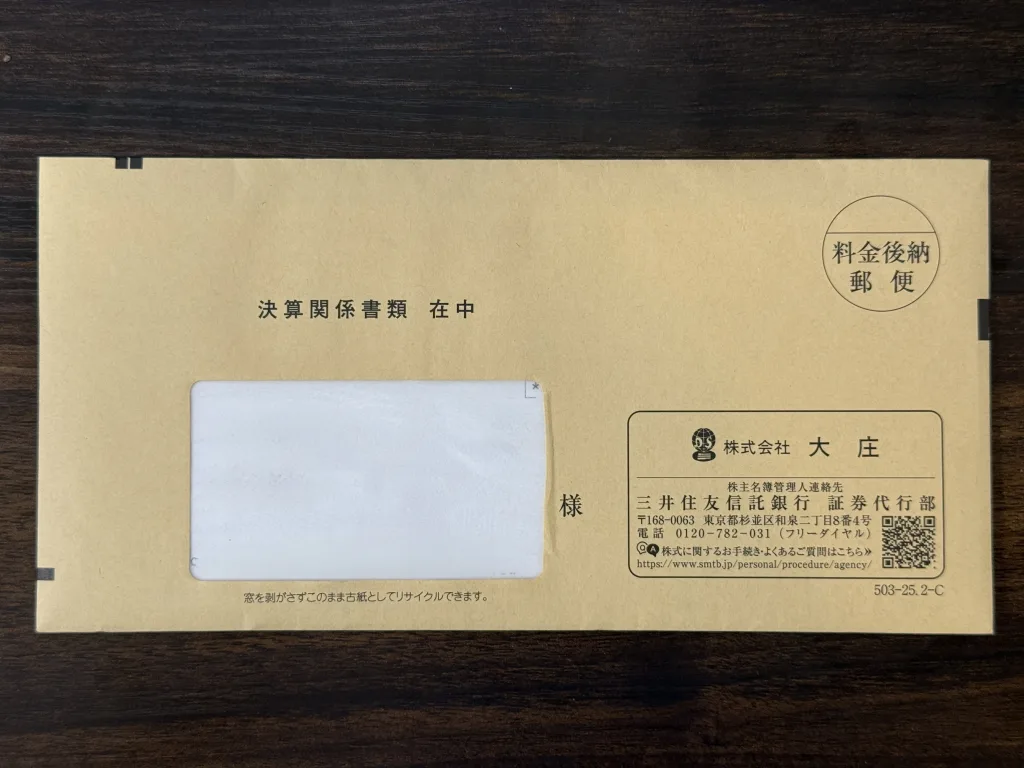 料金後納
郵便
決算関係書類 在中
*
様
C
窓を剥がさずこのまま古紙としてリサイクルできます。
株式会社 大庄
株主名簿管理人連絡先
三井住友信託銀行 証券代行部
〒168-0063 東京都杉並区和泉二丁目8番4号
電話 0120-782-031(フリーダイヤル)
Q A 株式に関するお手続き・よくあるご質問はこちら»
https://www.smtb.jp/personal/procedure/agency/
503-25.2-C